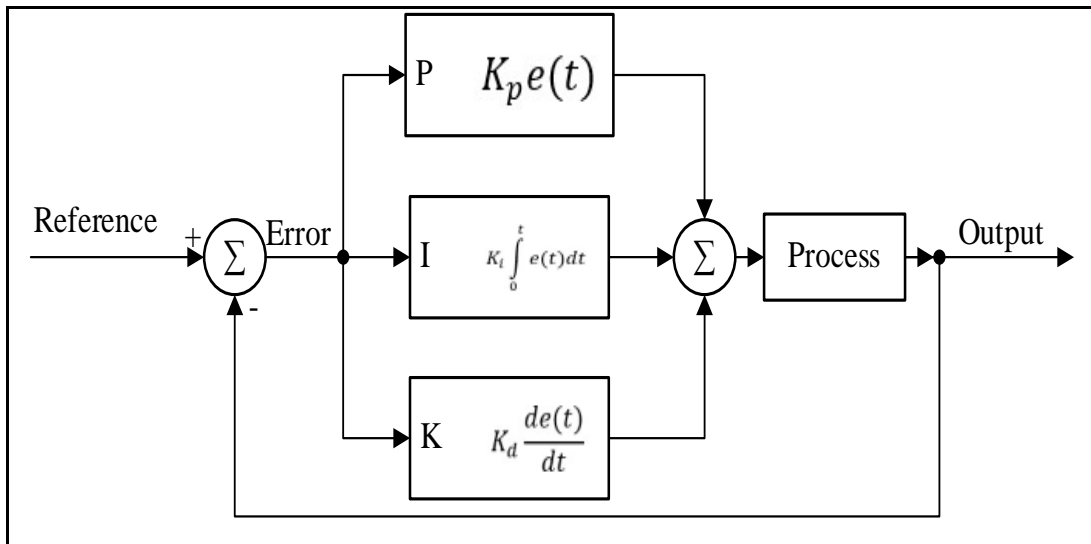 P K_p e(t)
Reference
+
Σ
Error
I K_i ∫_0^t e(t)dt
Σ
Process
Output
-
K K_d de(t)/dt